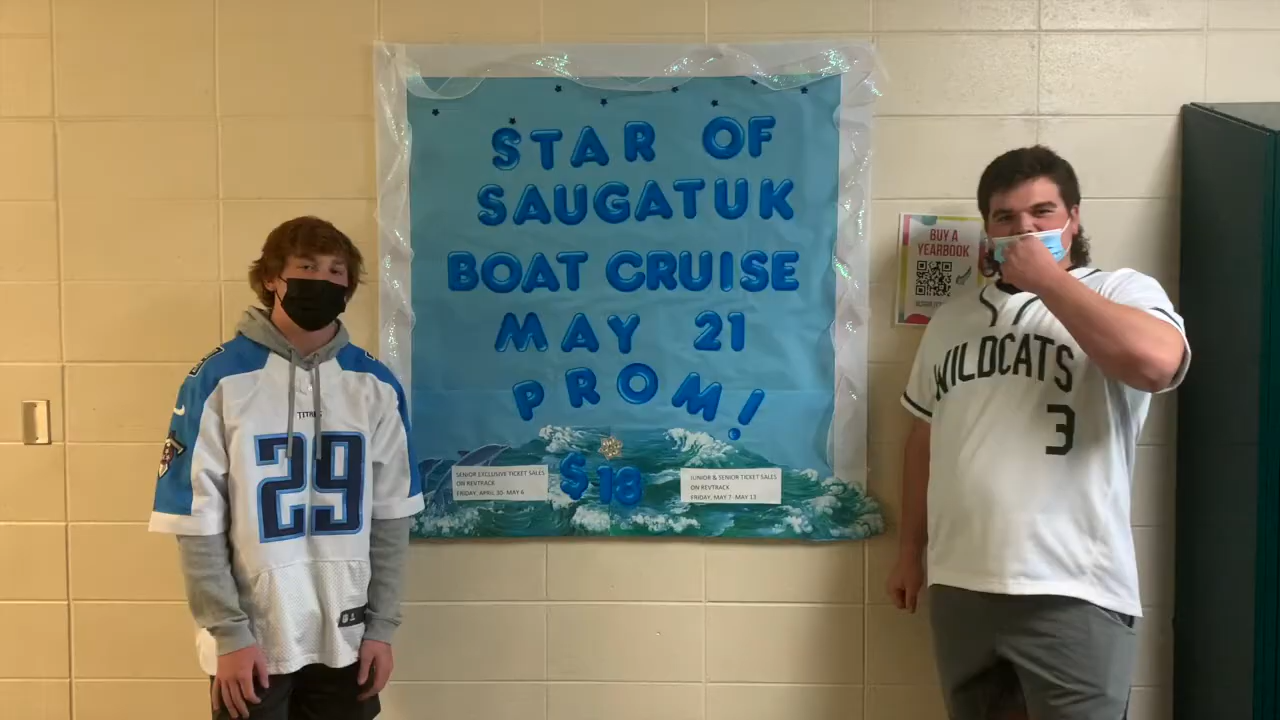 STAR OF
SAUGATUK
BOAT CRUISE
MAY 21
PROM!
$18
SENIOR EXCLUSIVE TICKET SALES
ON REVTRACK
FRIDAY, APRIL 30- MAY 6
JUNIOR & SENIOR TICKET SALES
ON REVTRACK
FRIDAY, MAY 7- MAY 13
BUY A
YEARBOOK
TITANS
29
WILDCATS
3